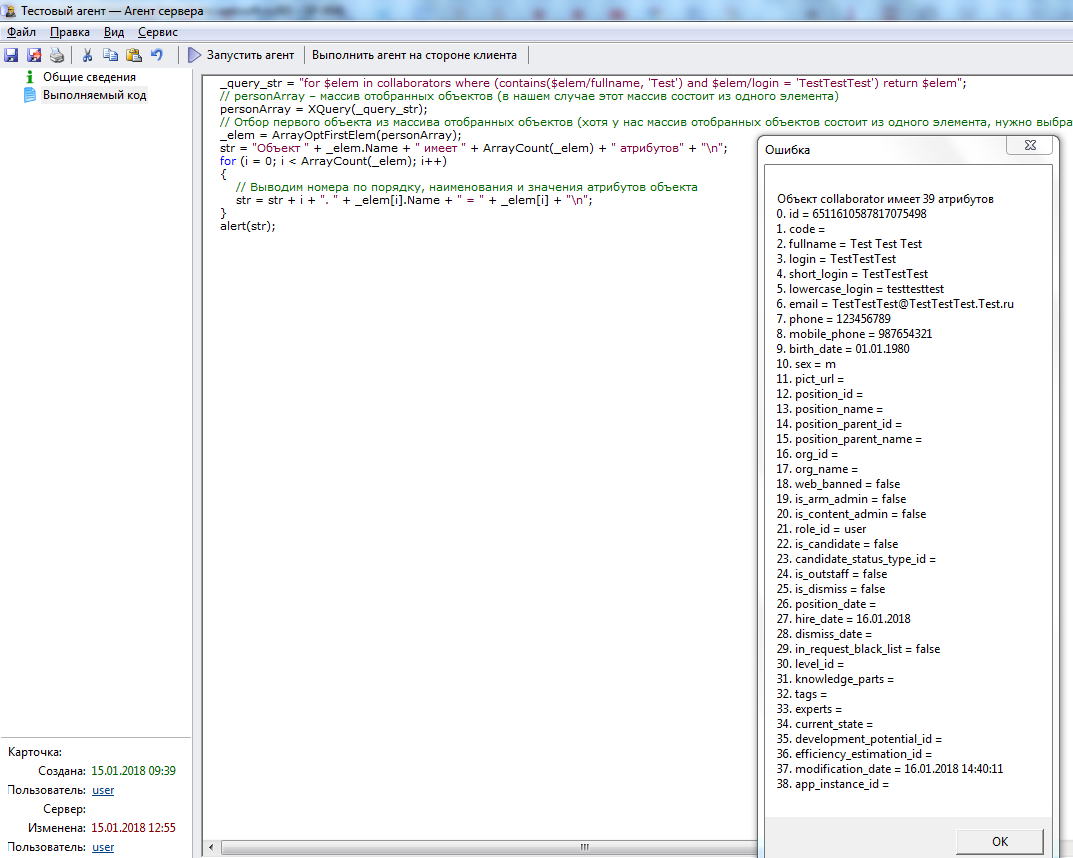 Тестовый агент — Агент сервера
Файл Правка Вид Сервис
Запустить агент Выполнить агент на стороне клиента
Общие сведения
Выполняемый код
_query_str = "for $elem in collaborators where (contains($elem/fullname, 'Test') and $elem/login = 'TestTestTest') return $elem";
// personArray – массив отобранных объектов (в нашем случае этот массив состоит из одного элемента)
personArray = XQuery(_query_str);
// Отбор первого объекта из массива отобранных объектов (хотя у нас массив отобранных объектов состоит из одного элемента, нужно выбра
_elem = ArrayOptFirstElem(personArray);
str = "Объект " + _elem.Name + " имеет " + ArrayCount(_elem) + " атрибутов" + "\n";
for (i = 0; i < ArrayCount(_elem); i++)
{
// Выводим номера по порядку, наименования и значения атрибутов объекта
str = str + i + ". " + _elem[i].Name + " = " + _elem[i] + "\n";
}
alert(str);
Ошибка
Объект collaborator имеет 39 атрибутов
0. id = 6511610587817075498
1. code =
2. fullname = Test Test Test
3. login = TestTestTest
4. short_login = TestTestTest
5. lowercase_login = testtesttest
6. email = TestTestTest@TestTestTest.Test.ru
7. phone = 123456789
8. mobile_phone = 987654321
9. birth_date = 01.01.1980
10. sex = m
11. pict_url =
12. position_id =
13. position_name =
14. position_parent_id =
15. position_parent_name =
16. org_id =
17. org_name =
18. web_banned = false
19. is_arm_admin = false
20. is_content_admin = false
21. role_id = user
22. is_candidate = false
23. candidate_status_type_id =
24. is_outstaff = false
25. is_dismiss = false
26. position_date =
27. hire_date = 16.01.2018
28. dismiss_date =
29. in_request_black_list = false
30. level_id =
31. knowledge_parts =
32. tags =
33. experts =
34. current_state =
35. development_potential_id =
36. efficiency_estimation_id =
37. modification_date = 16.01.2018 14:40:11
38. app_instance_id =
OK
Карточка:
Создана: 15.01.2018 09:39
Пользователь: user
Сервер:
Изменена: 15.01.2018 12:55
Пользователь: user